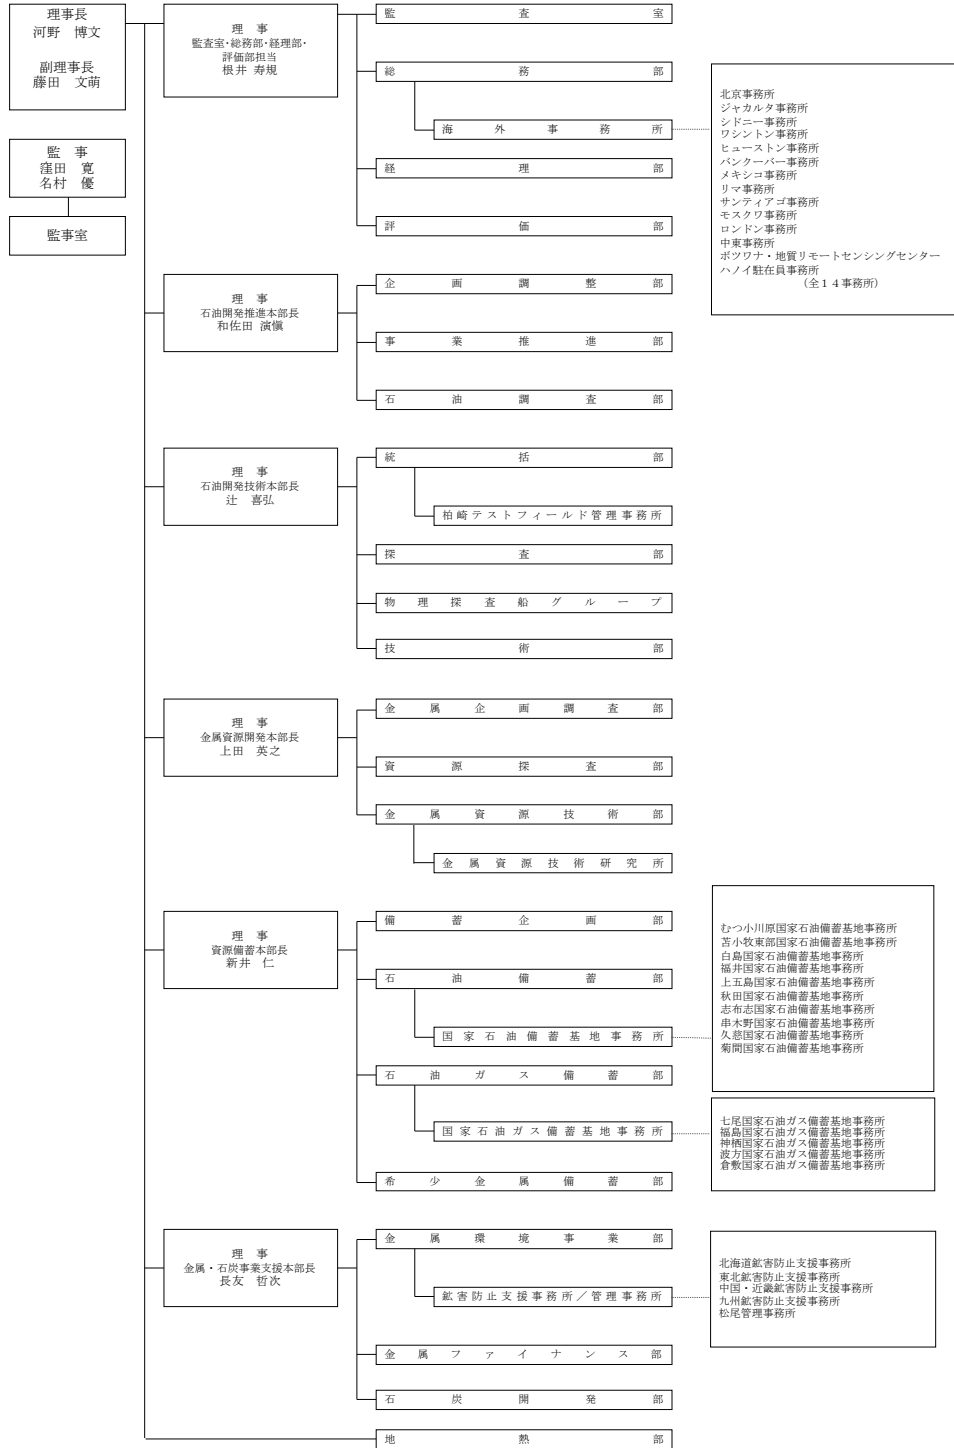 理事長
河野 博文
副理事長
藤田 文萌
監 事
窪田 寛
名村 優
監事室
理 事
監査室・総務部・経理部・
評価部担当
根井 寿規
監査室
総務部
海外事務所
経理部
評価部
北京事務所
ジャカルタ事務所
シドニー事務所
ワシントン事務所
ヒューストン事務所
バンクーバー事務所
メキシコ事務所
リマ事務所
サンティアゴ事務所
モスクワ事務所
ロンドン事務所
中東事務所
ボツワナ・地質リモートセンシングセンター
ハノイ駐在員事務所
（全１４事務所）
理 事
石油開発推進本部長
和佐田 演慎
企画調整部
事業推進部
石油調査部
理 事
石油開発技術本部長
辻 喜弘
統括部
柏崎テストフィールド管理事務所
探査部
物理探査船グループ
技術部
理 事
金属資源開発本部長
上田 英之
金属企画調査部
資源探査部
金属資源技術部
金属資源技術研究所
理 事
資源備蓄本部長
新井 仁
備蓄企画部
石油備蓄部
国家石油備蓄基地事務所
石油ガス備蓄部
国家石油ガス備蓄基地事務所
希少金属備蓄部
むつ小川原国家石油備蓄基地事務所
苫小牧東部国家石油備蓄基地事務所
白島国家石油備蓄基地事務所
福井国家石油備蓄基地事務所
上五島国家石油備蓄基地事務所
秋田国家石油備蓄基地事務所
志布志国家石油備蓄基地事務所
串木野国家石油備蓄基地事務所
久慈国家石油備蓄基地事務所
菊間国家石油備蓄基地事務所
七尾国家石油ガス備蓄基地事務所
福島国家石油ガス備蓄基地事務所
神栖国家石油ガス備蓄基地事務所
波方国家石油ガス備蓄基地事務所
倉敷国家石油ガス備蓄基地事務所
理 事
金属・石炭事業支援本部長
長友 哲次
金属環境事業部
鉱害防止支援事務所／管理事務所
金属ファイナンス部
石炭開発部
北海道鉱害防止支援事務所
東北鉱害防止支援事務所
中国・近畿鉱害防止支援事務所
九州鉱害防止支援事務所
松尾管理事務所
地熱部